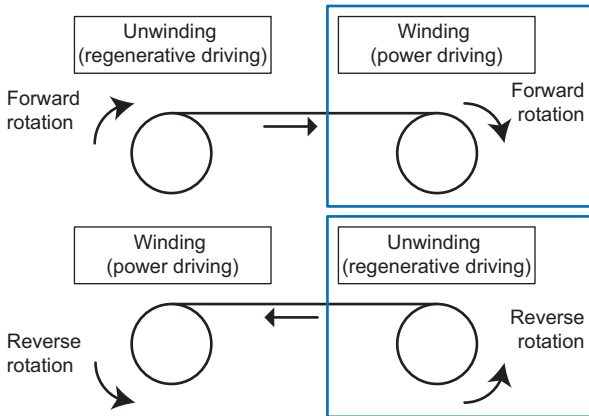 Unwinding
(regenerative driving)
Winding
(power driving)
Forward
rotation
Forward
rotation
Winding
(power driving)
Unwinding
(regenerative driving)
Reverse
rotation
Reverse
rotation